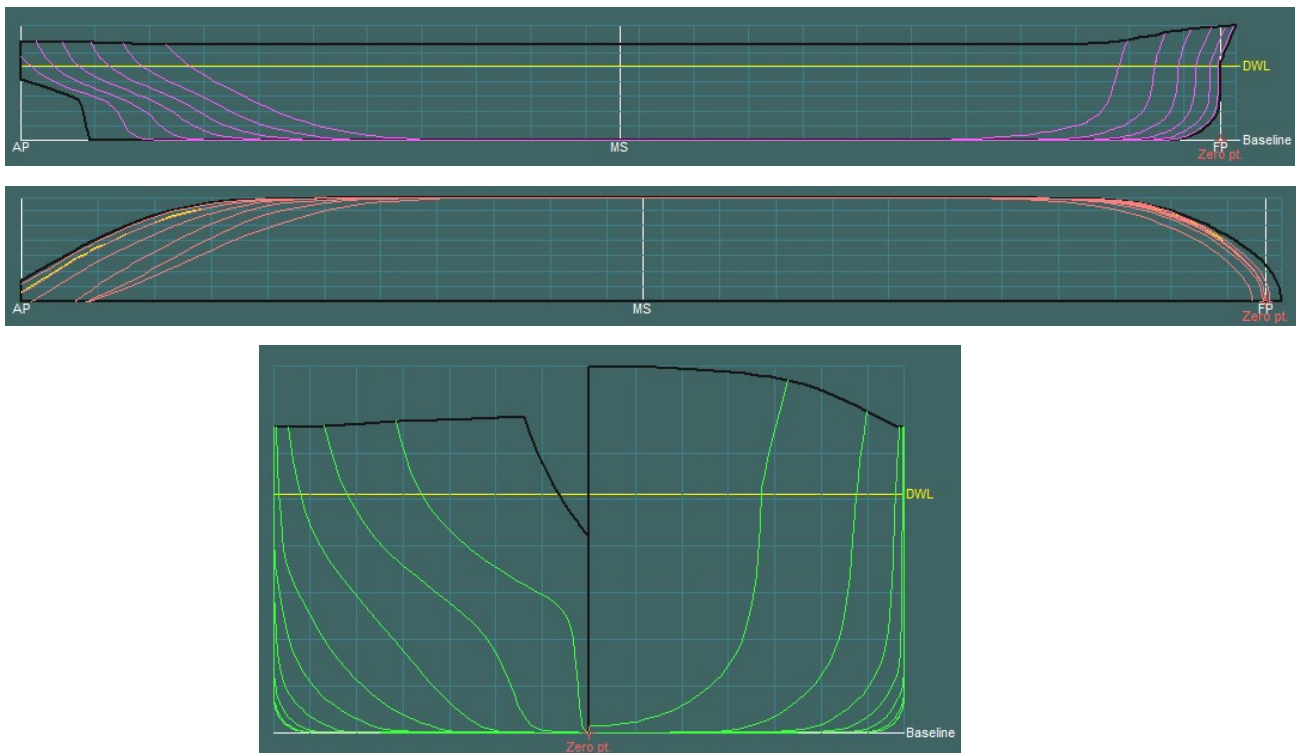 DWL
Baseline
AP MS FP
Zero pt.
AP MS FP
Zero pt.
DWL
Baseline
Zero pt.